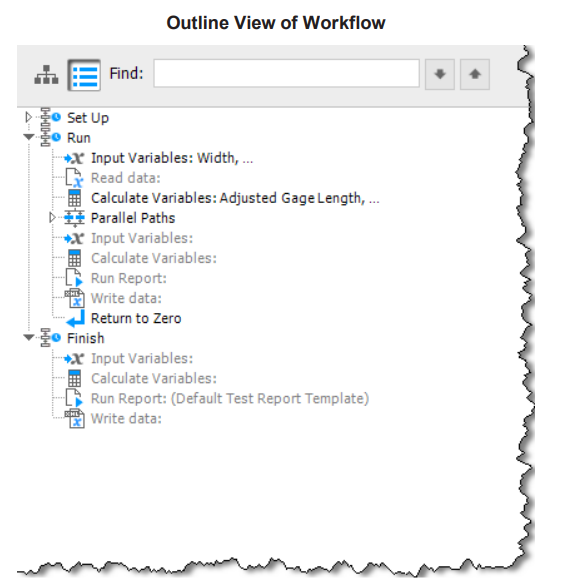 Outline View of Workflow
Find:
Set Up
Run
Input Variables: Width, ...
Read data:
Calculate Variables: Adjusted Gage Length, ...
Parallel Paths
Input Variables:
Calculate Variables:
Run Report:
Write data:
Return to Zero
Finish
Input Variables:
Calculate Variables:
Run Report: (Default Test Report Template)
Write data: